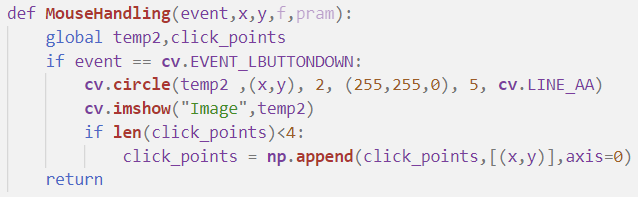 def MouseHandling(event,x,y,f,pram):
    global temp2,click_points
    if event == cv.EVENT_LBUTTONDOWN:
        cv.circle(temp2 ,(x,y), 2, (255,255,0), 5, cv.LINE_AA)
        cv.imshow("Image",temp2)
        if len(click_points)<4:
            click_points = np.append(click_points,[(x,y)],axis=0)
    return